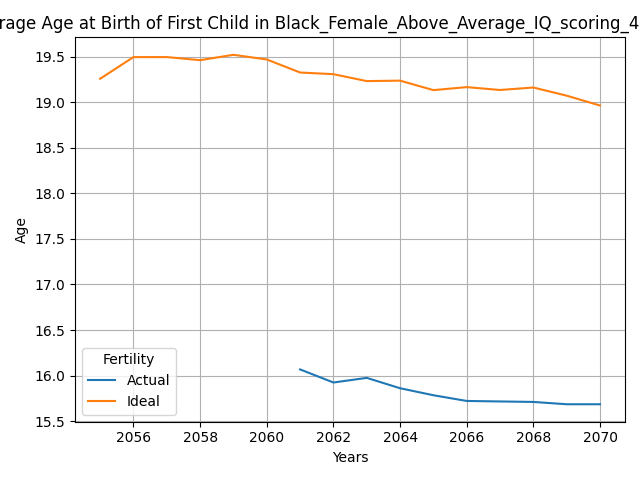 rage Age at Birth of First Child in Black_Female_Above_Average_IQ_scoring_4
19.5
19.0
18.5
18.0
17.5
17.0
16.5
16.0
15.5
Age
Fertility
Actual
Ideal
2056 2058 2060 2062 2064 2066 2068 2070
Years